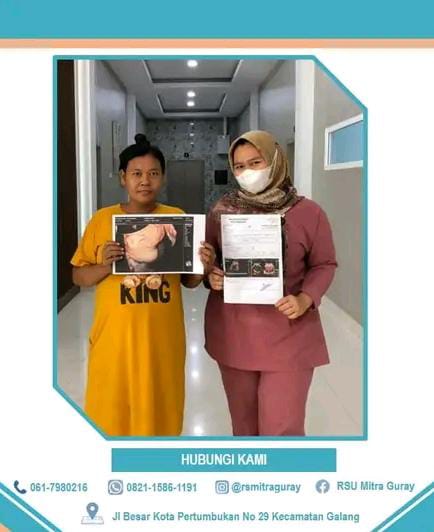 KING
HUBUNGI KAMI
061-7980216
0821-1586-1191
@rsmitraguray
RSU Mitra Guray
Jl Besar Kota Pertumbukan No 29 Kecamatan Galang